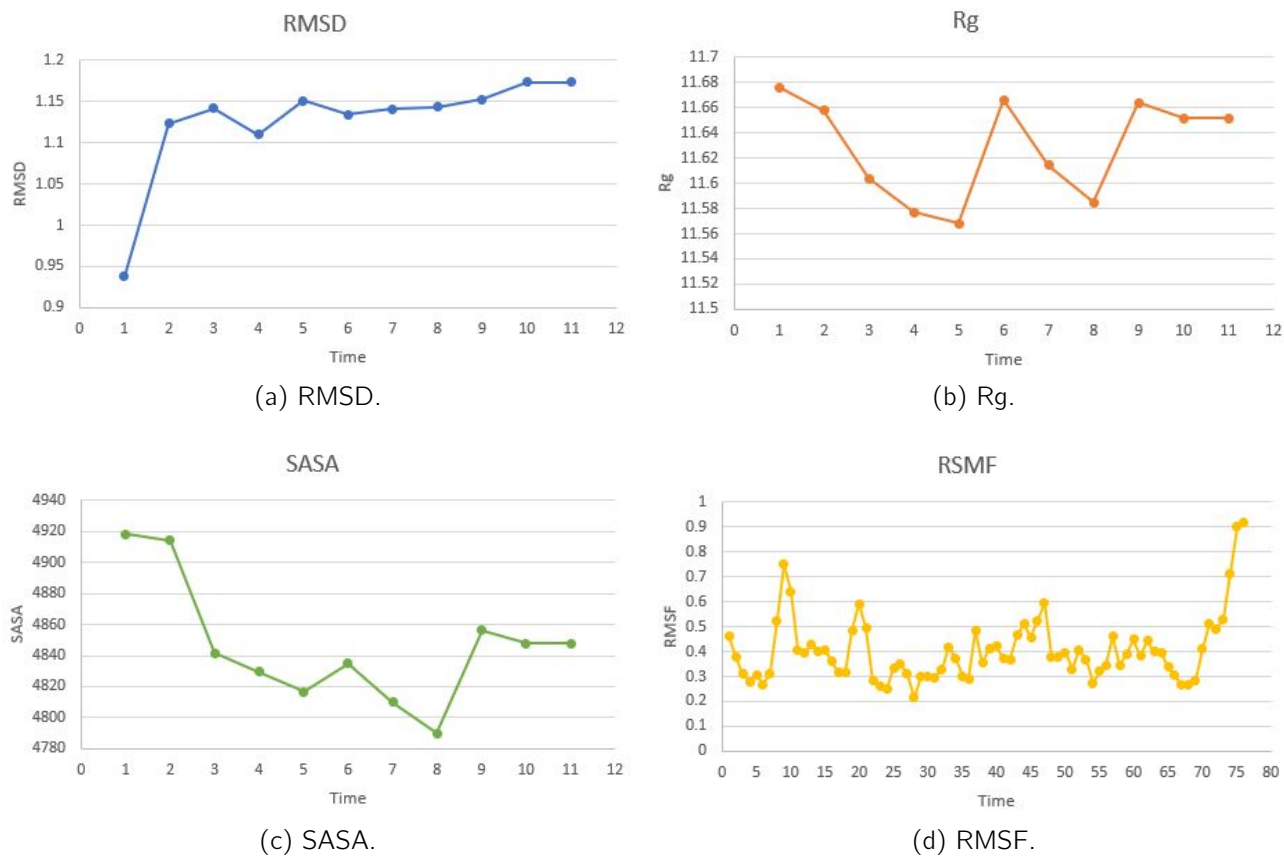 RMSD
1.2
1.15
1.1
1.05
1
0.95
0.9
RMSD
0 1 2 3 4 5 6 7 8 9 10 11 12
Time
(a) RMSD.
Rg
11.7
11.68
11.66
11.64
11.62
11.6
11.58
11.56
11.54
11.52
11.5
Rg
0 1 2 3 4 5 6 7 8 9 10 11 12
Time
(b) Rg.
SASA
4940
4920
4900
4880
4860
4840
4820
4800
4780
SASA
0 1 2 3 4 5 6 7 8 9 10 11 12
Time
(c) SASA.
RSMF
1
0.9
0.8
0.7
0.6
0.5
0.4
0.3
0.2
0.1
0
RMSF
0 5 10 15 20 25 30 35 40 45 50 55 60 65 70 75 80
Time
(d) RMSF.